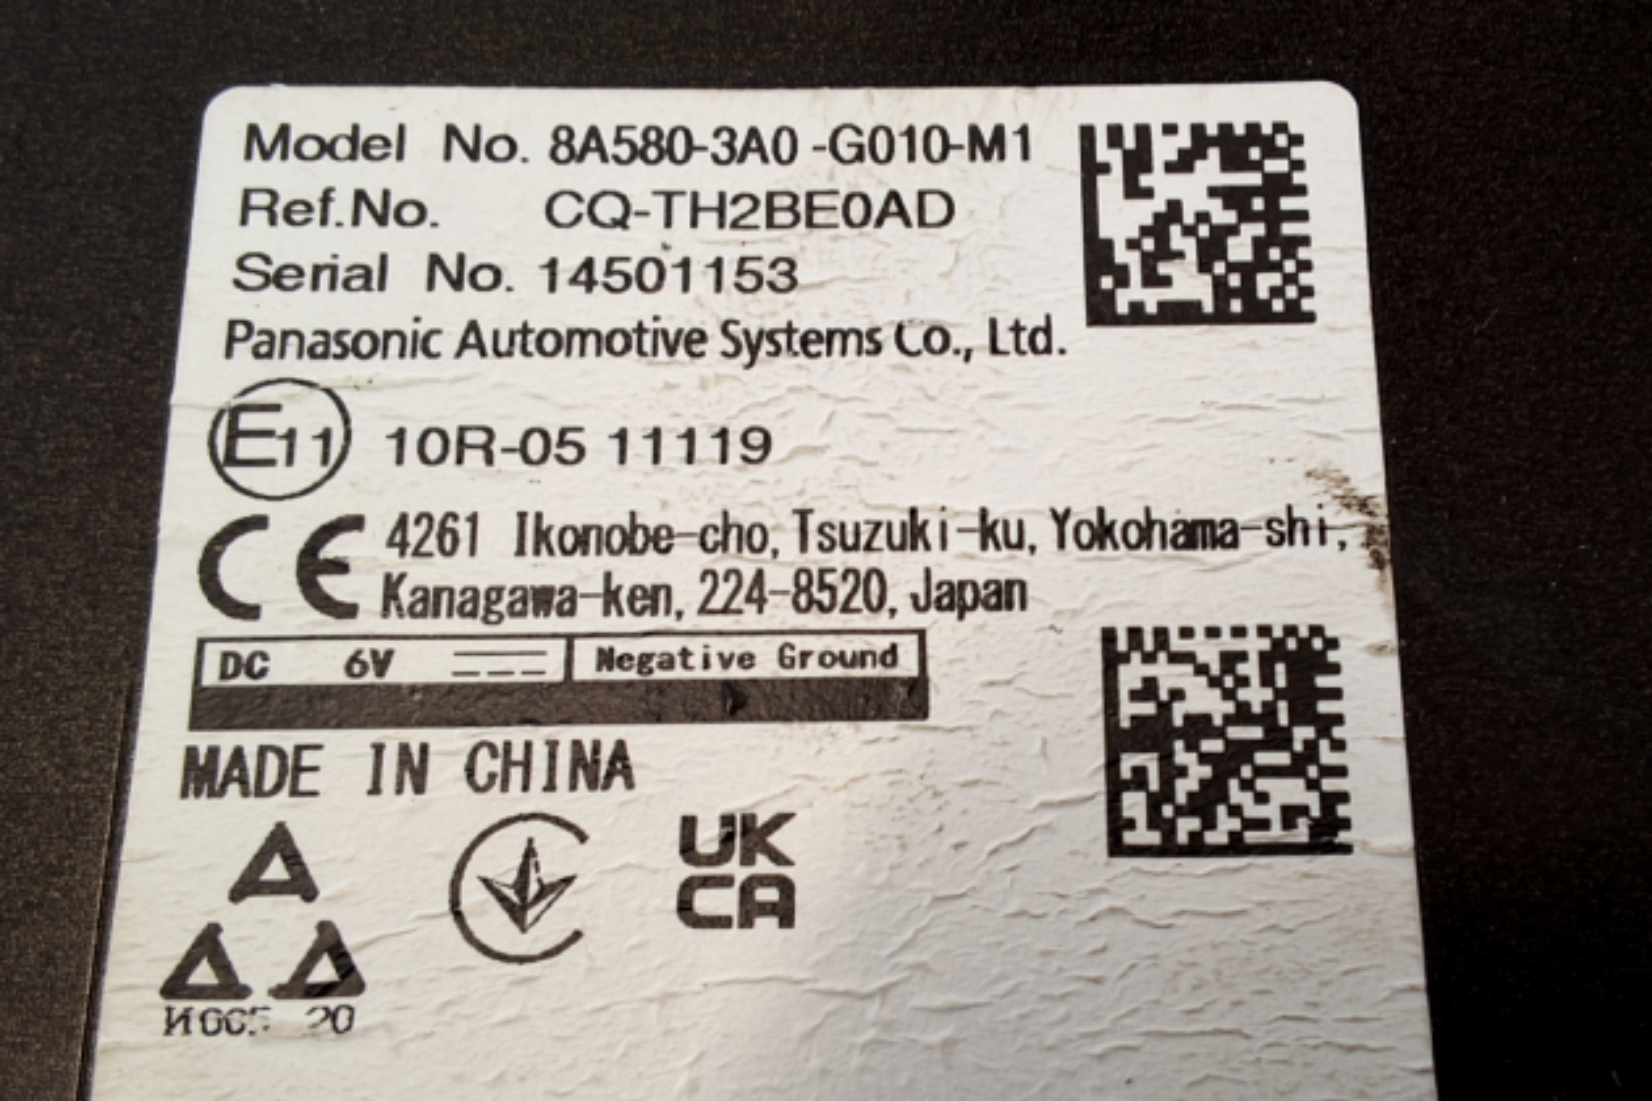 Model No. 8A580-3A0 -G010-M1
Ref.No. CQ-TH2BE0AD
Serial No. 14501153
Panasonic Automotive Systems Co., Ltd.
E11 10R-05 11119
CE 4261 Ikonobe-cho, Tsuzuki-ku, Yokohama-shi,
Kanagawa-ken, 224-8520, Japan
DC 6V Negative Ground
MADE IN CHINA
UK
CA
20